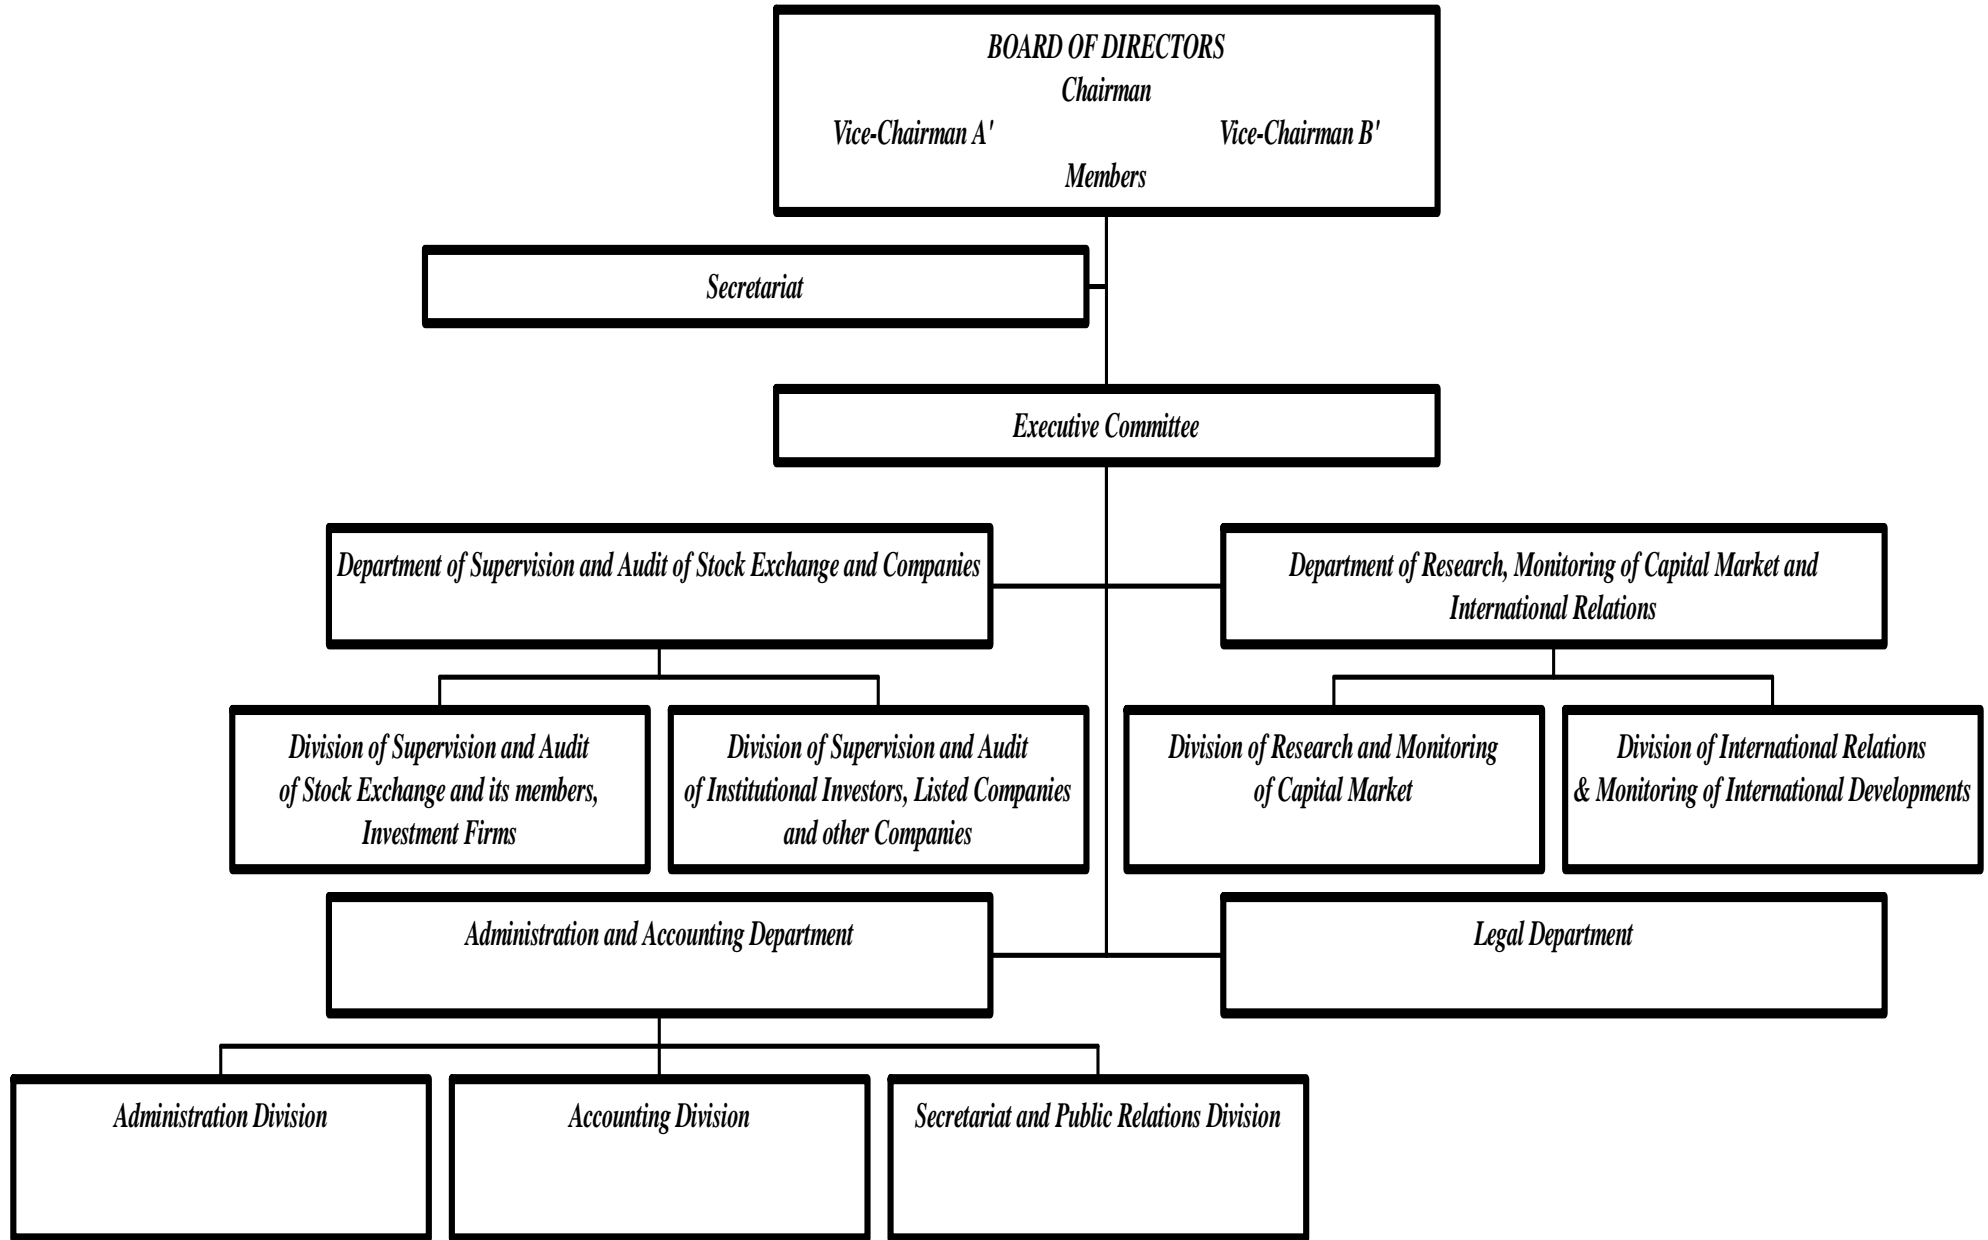 BOARD OF DIRECTORS
Chairman
Vice-Chairman A' Vice-Chairman B'
Members
Secretariat
Executive Committee
Department of Supervision and Audit of Stock Exchange and Companies
Department of Research, Monitoring of Capital Market and
International Relations
Division of Supervision and Audit
of Stock Exchange and its members,
Investment Firms
Division of Supervision and Audit
of Institutional Investors, Listed Companies
and other Companies
Division of Research and Monitoring
of Capital Market
Division of International Relations
& Monitoring of International Developments
Administration and Accounting Department
Legal Department
Administration Division
Accounting Division
Secretariat and Public Relations Division